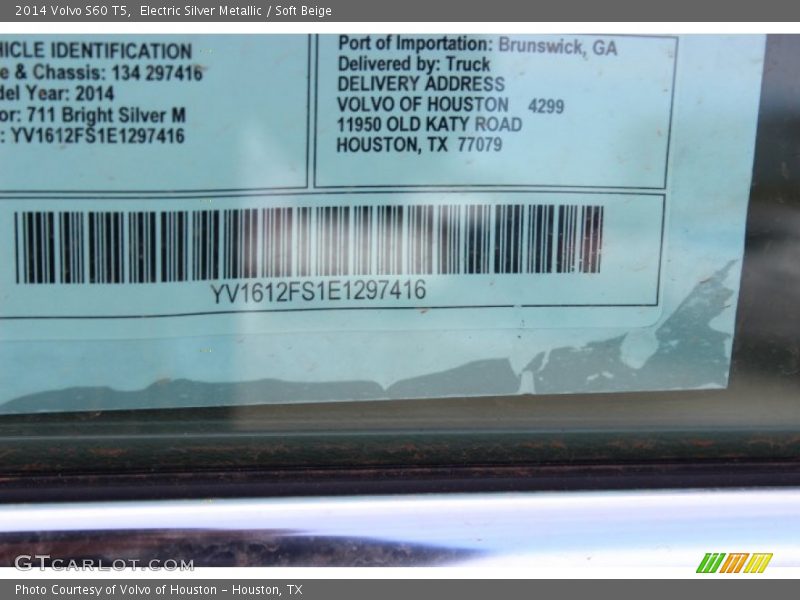 2014 Volvo S60 T5, Electric Silver Metallic / Soft Beige
HICLE IDENTIFICATION
e & Chassis: 134 297416
del Year: 2014
or: 711 Bright Silver M
: YV1612FS1E1297416
Port of Importation: Brunswick, GA
Delivered by: Truck
DELIVERY ADDRESS
VOLVO OF HOUSTON 4299
11950 OLD KATY ROAD
HOUSTON, TX 77079
YV1612FS1E1297416
GTCARLOT.COM
Photo Courtesy of Volvo of Houston - Houston, TX